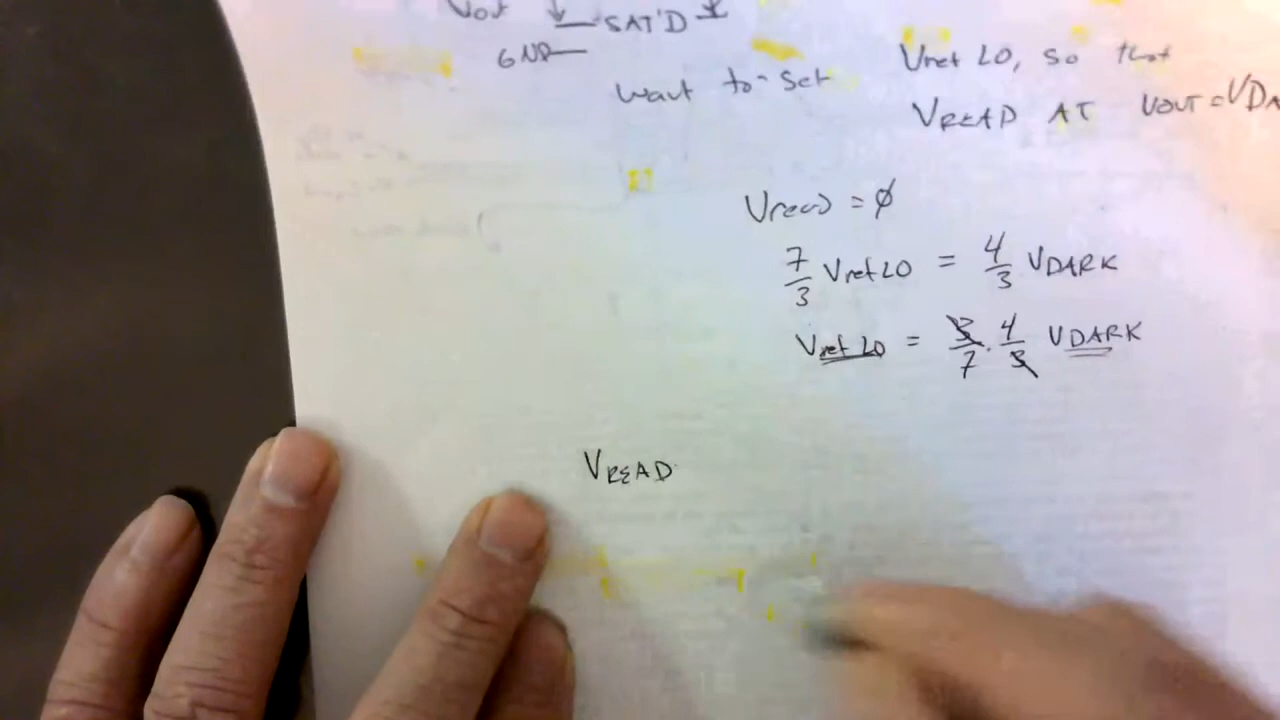 Vout SAT'D
GND
Want to set Vref LO, so that
VREAD AT VOUT = VDA
Vread = ϕ
7/3 Vref LO = 4/3 VDARK
Vref LO = 3/7 · 4/3 VDARK
VREAD